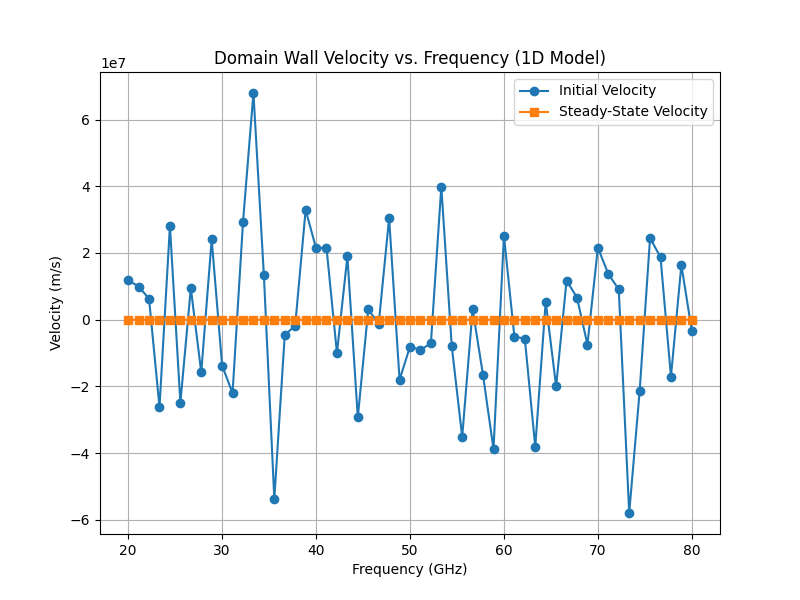 Domain Wall Velocity vs. Frequency (1D Model)
1e7
Initial Velocity
Steady-State Velocity
6
4
2
0
−2
−4
−6
Velocity (m/s)
20 30 40 50 60 70 80
Frequency (GHz)